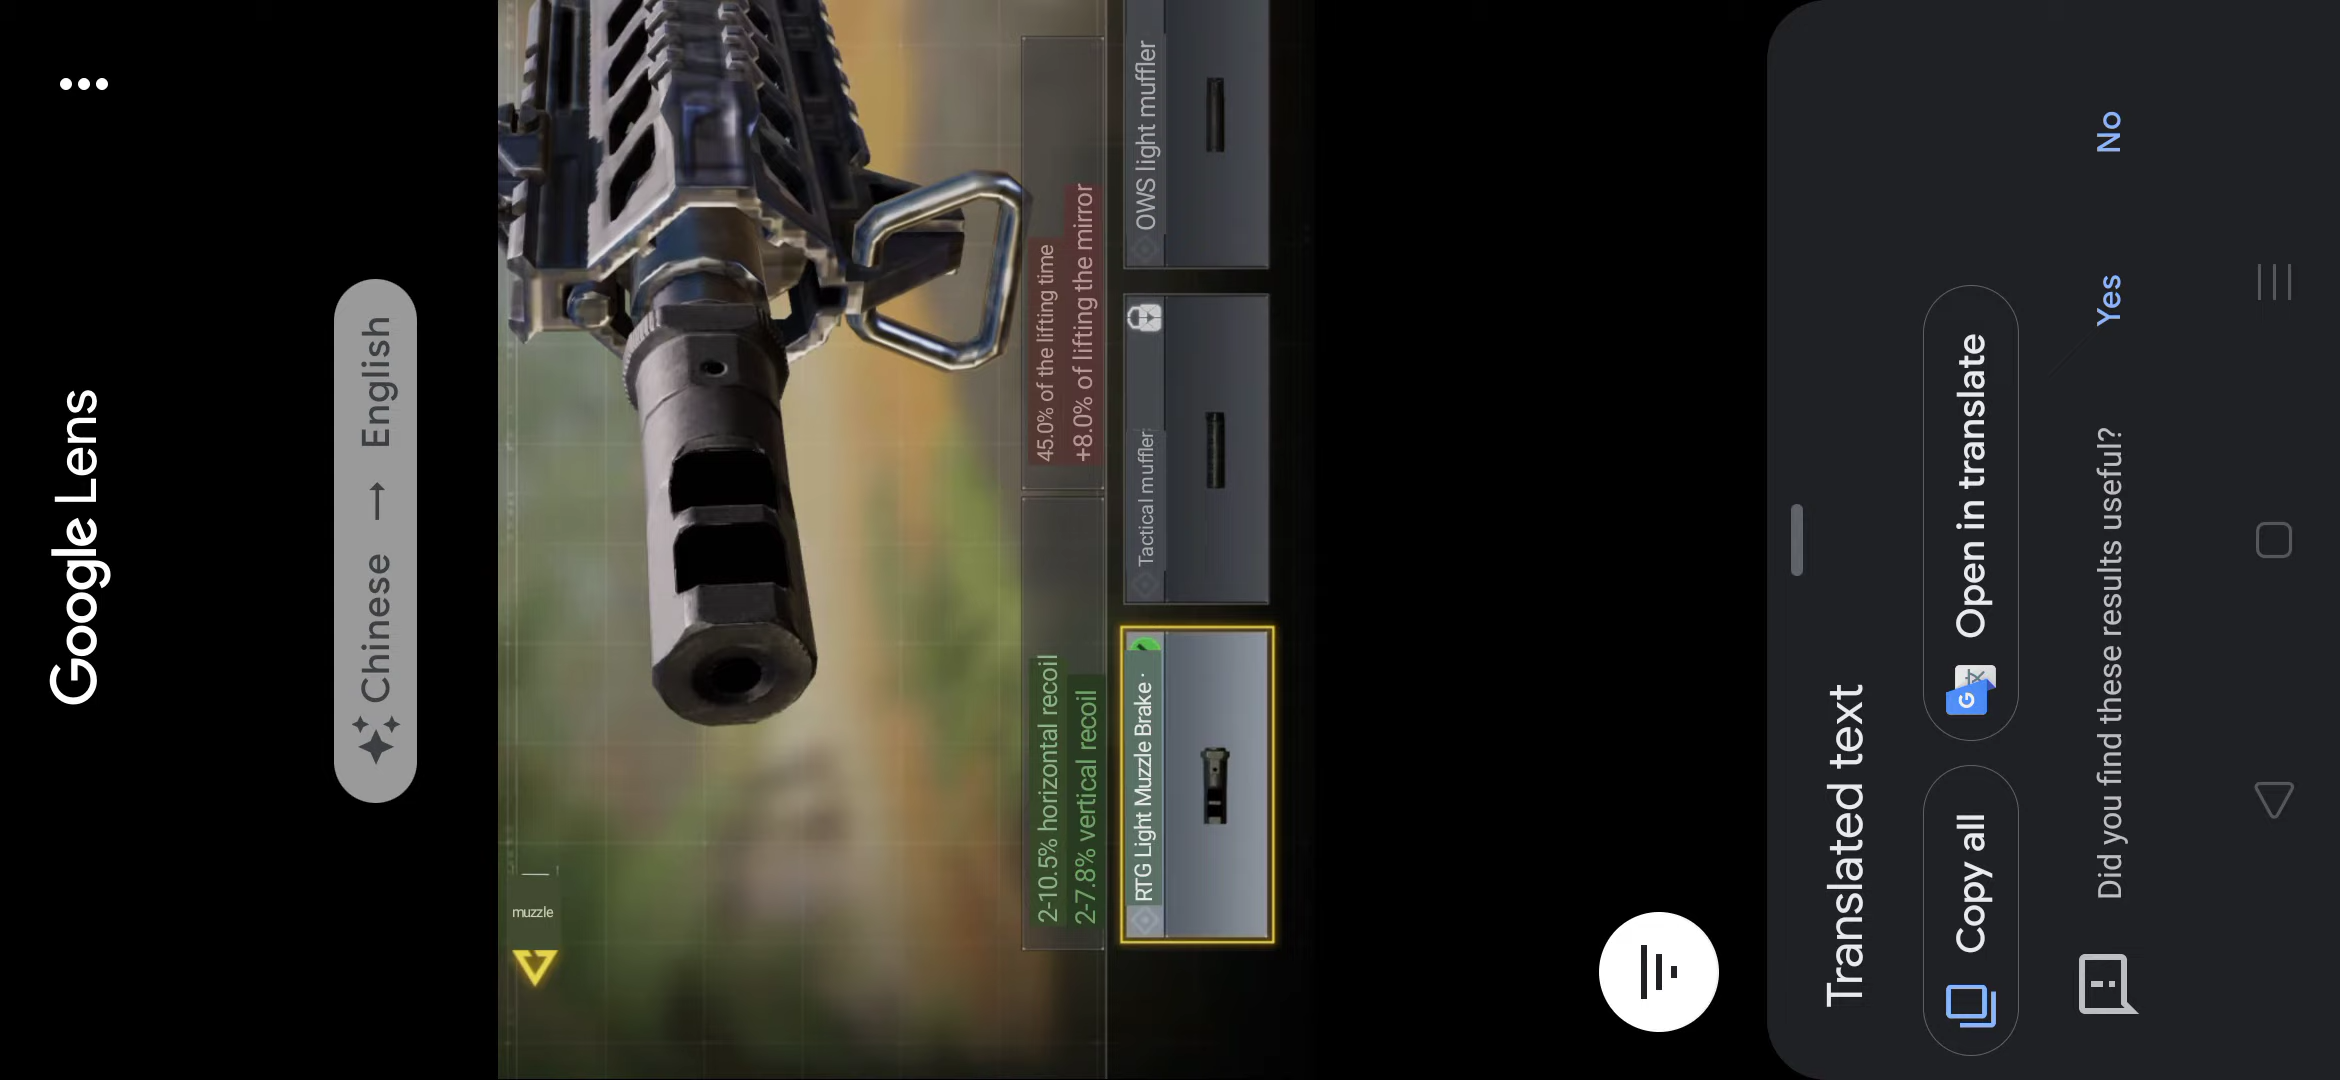 Google Lens
Chinese → English
muzzle
2-10.5% horizontal recoil
2-7.8% vertical recoil
45.0% of the lifting time
+8.0% of lifting the mirror
RTG Light Muzzle Brake ·
Tactical muffler
OWS light muffler
Translated text
Copy all
Open in translate
Did you find these results useful?
Yes
No